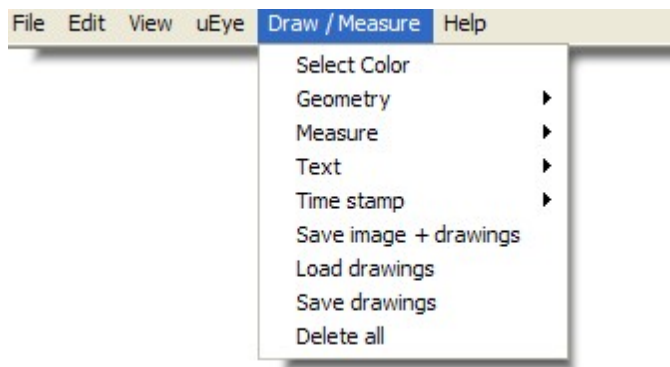 File Edit View uEye Draw / Measure Help
Select Color
Geometry
Measure
Text
Time stamp
Save image + drawings
Load drawings
Save drawings
Delete all